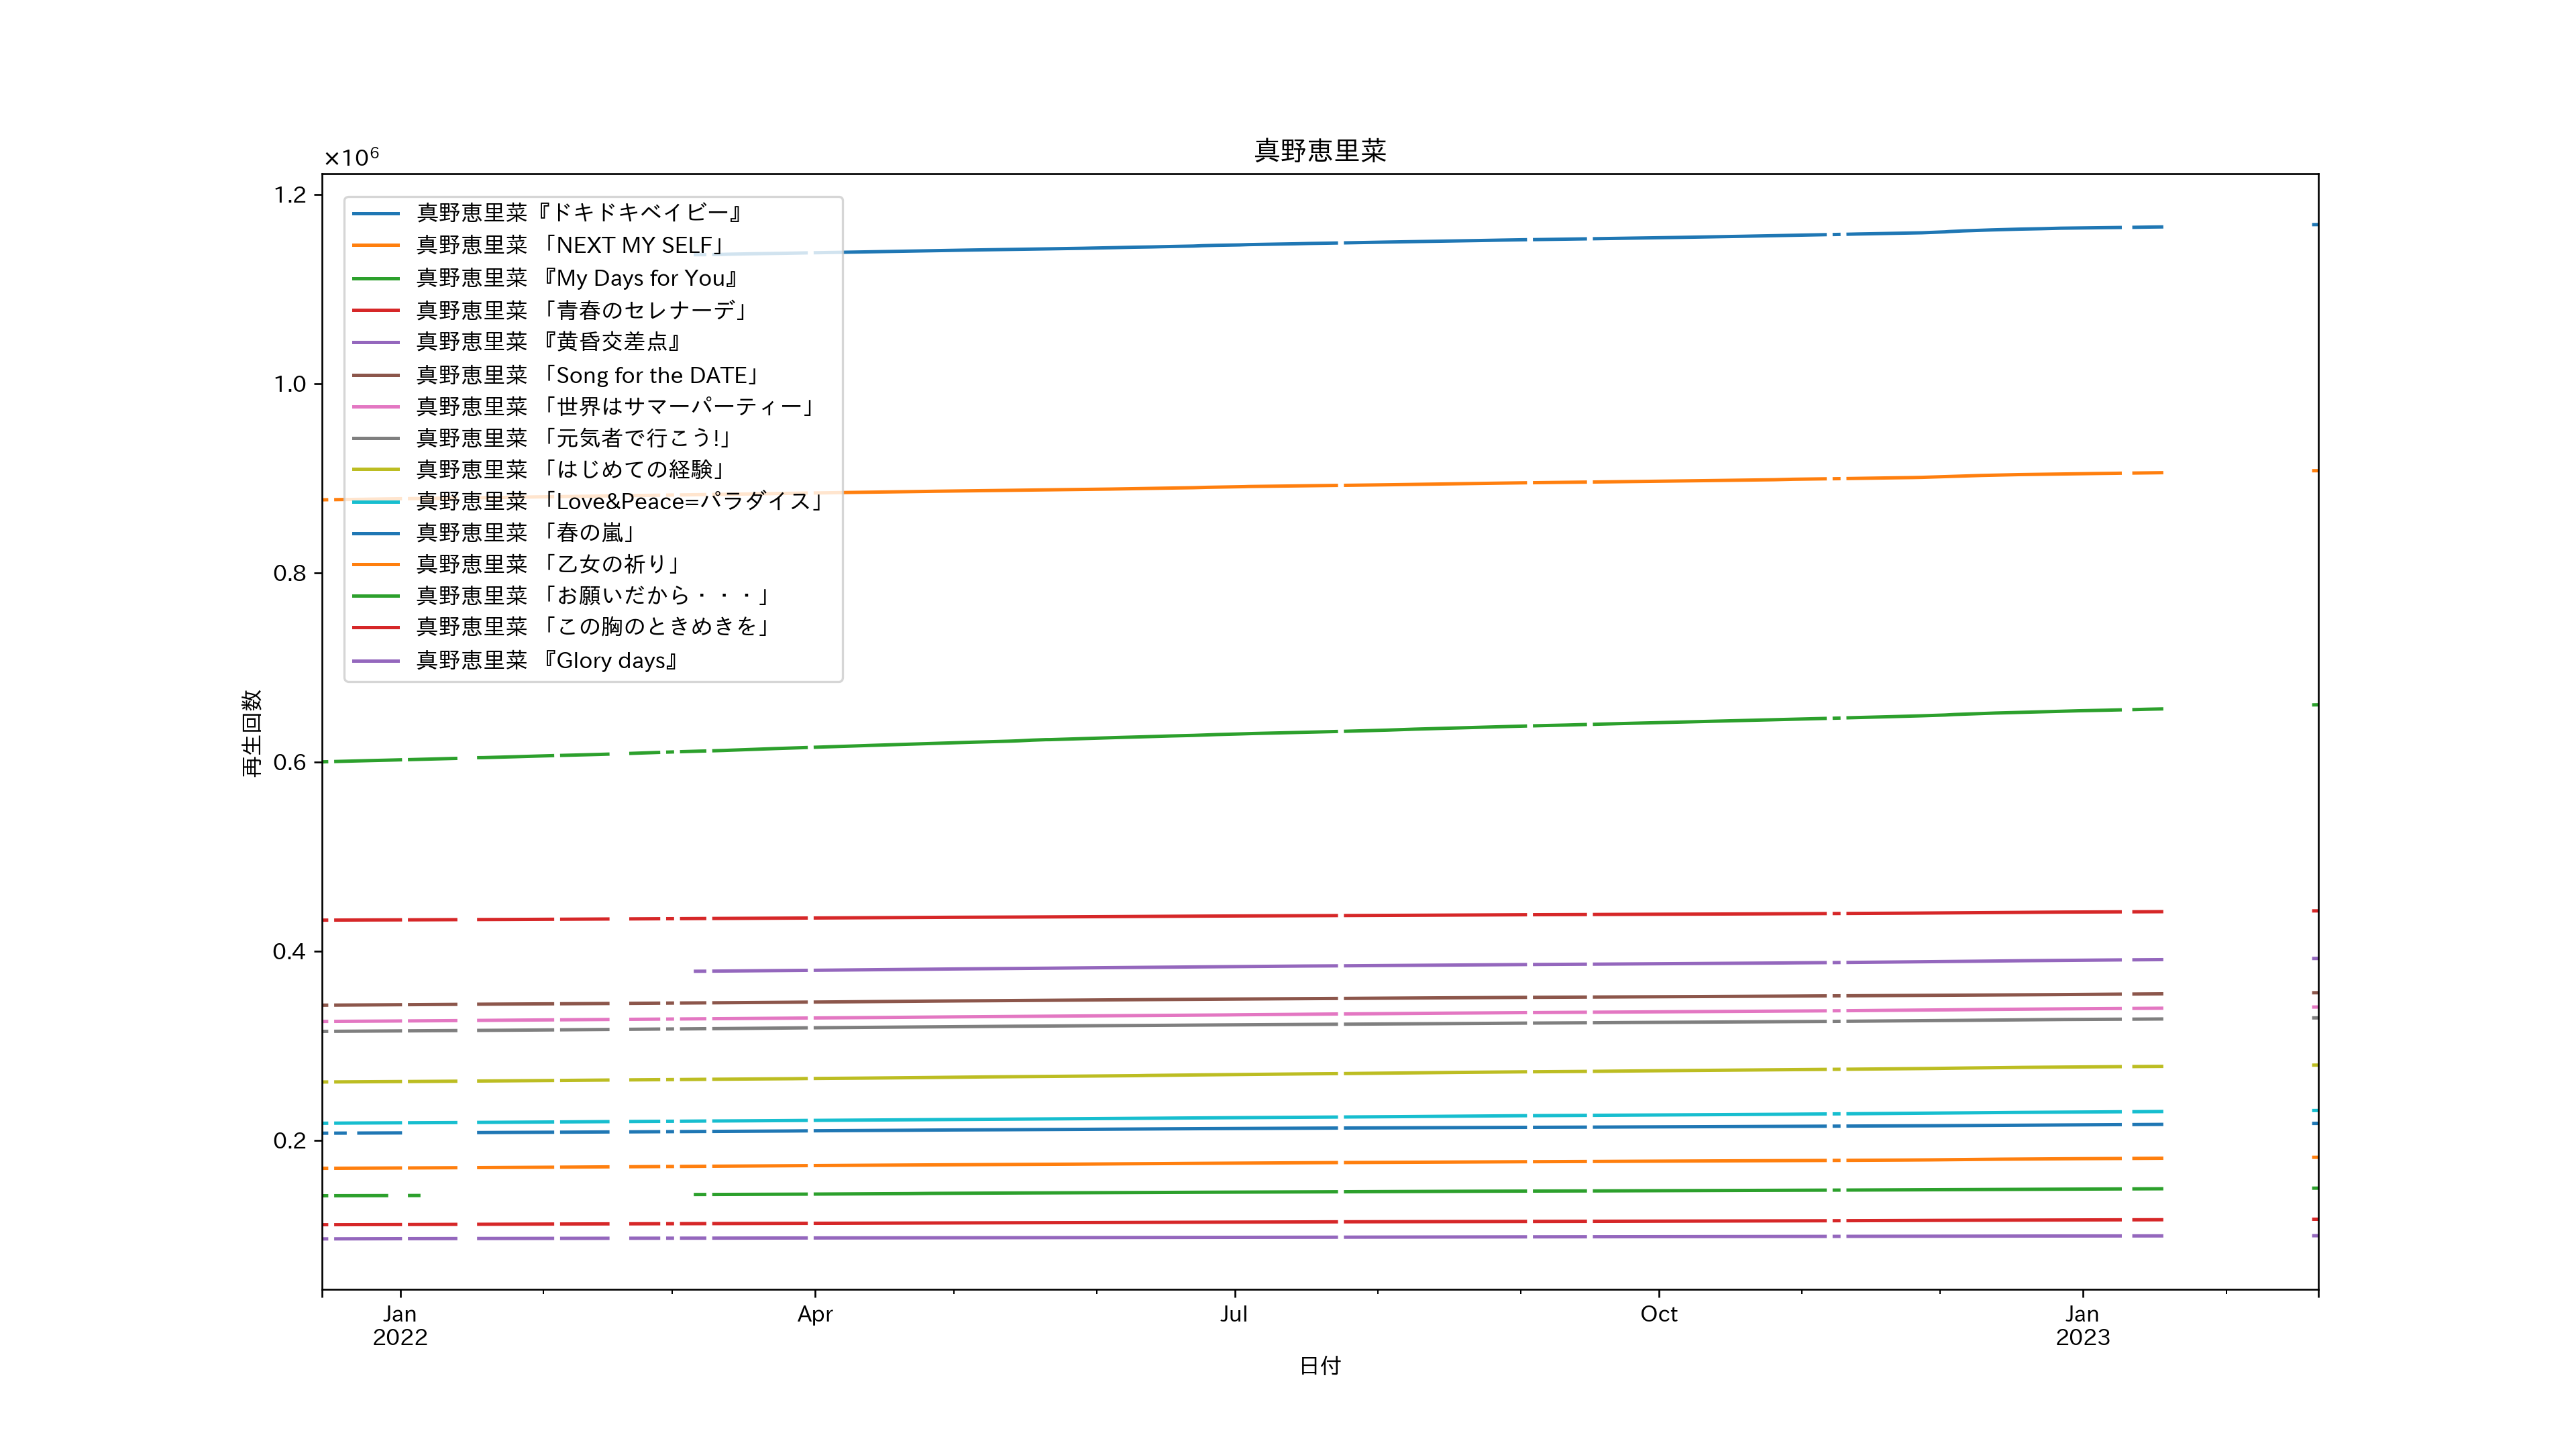 真野恵里菜
×10⁶
1.2
1.0
0.8
0.6
0.4
0.2
再生回数
真野恵里菜『ドキドキベイビー』
真野恵里菜 「NEXT MY SELF」
真野恵里菜 『My Days for You』
真野恵里菜 「青春のセレナーデ」
真野恵里菜 『黄昏交差点』
真野恵里菜 「Song for the DATE」
真野恵里菜 「世界はサマーパーティー」
真野恵里菜 「元気者で行こう!」
真野恵里菜 「はじめての経験」
真野恵里菜 「Love&Peace=パラダイス」
真野恵里菜 「春の嵐」
真野恵里菜 「乙女の祈り」
真野恵里菜 「お願いだから・・・」
真野恵里菜 「この胸のときめきを」
真野恵里菜 『Glory days』
Jan Apr Jul Oct Jan
2022 2023
日付